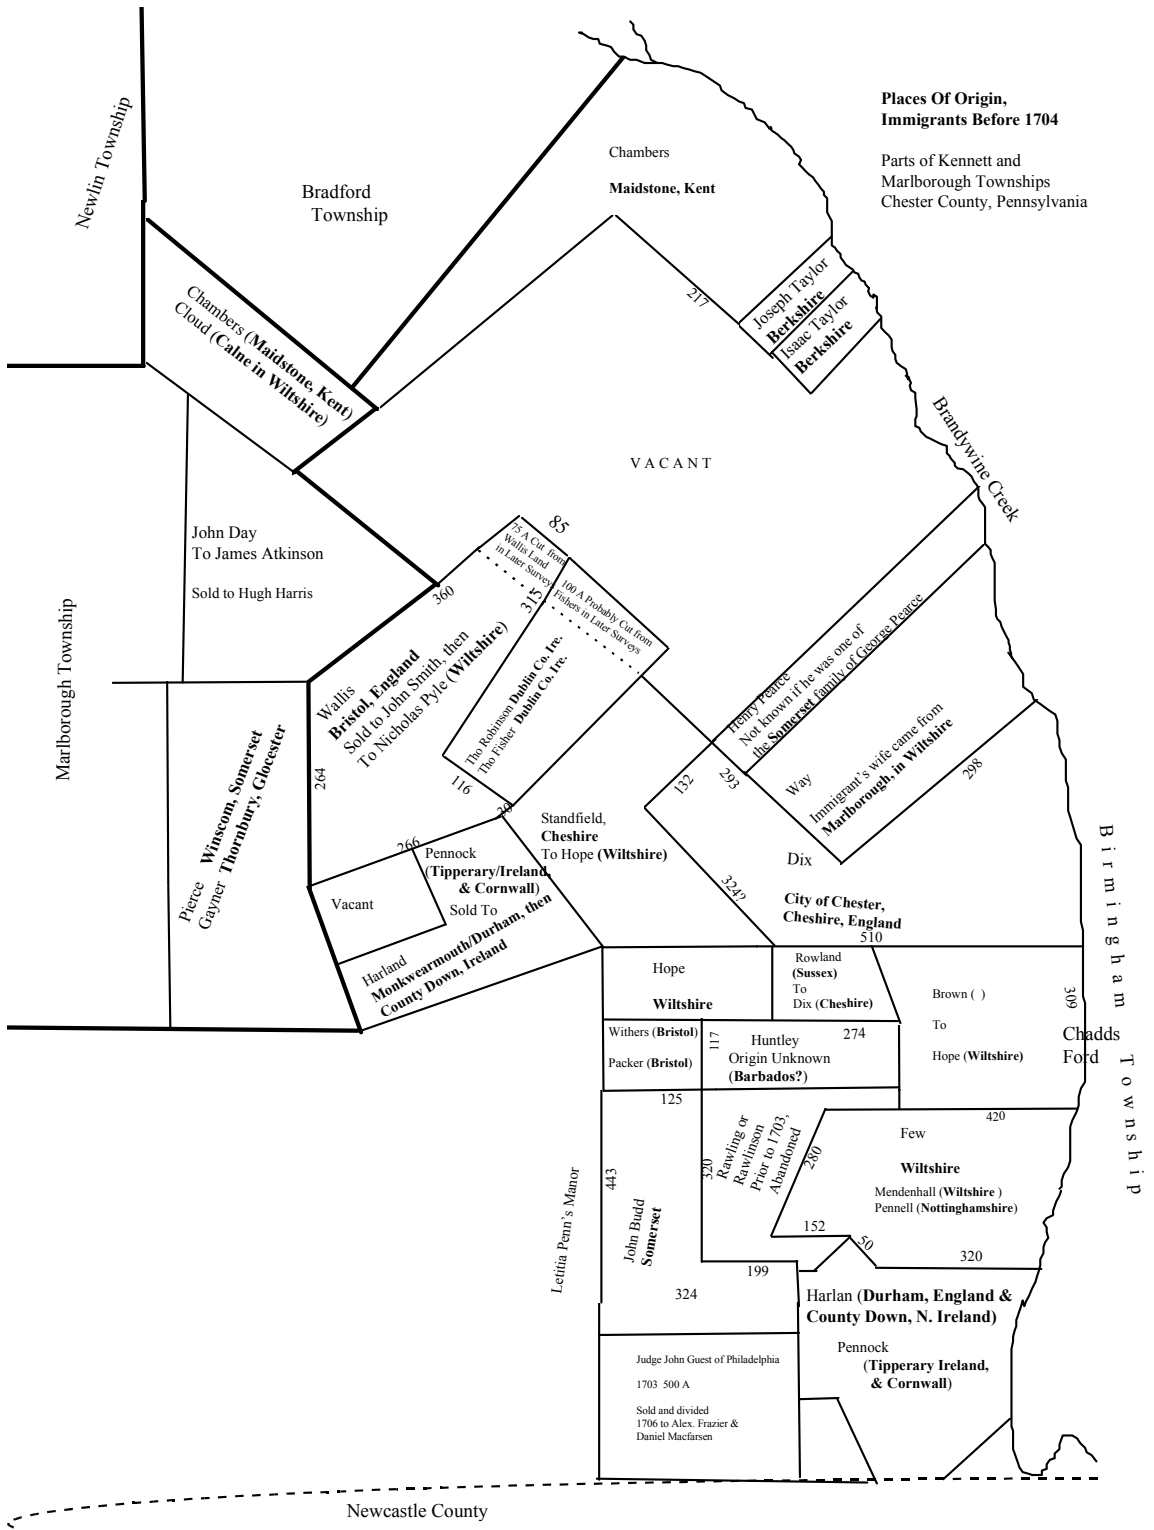 Places Of Origin,
Immigrants Before 1704
Parts of Kennett and
Marlborough Townships
Chester County, Pennsylvania
Newlin Township
Bradford
Township
Chambers
Maidstone, Kent
217
Joseph Taylor
Berkshire
Isaac Taylor
Berkshire
Chambers (Maidstone, Kent)
Cloud (Calne in Wiltshire)
Brandywine Creek
VACANT
John Day
To James Atkinson
Sold to Hugh Harris
Marlborough Township
85
75 A Cut from
Wallis Land
in Later Surveys
100 A Probably Cut from
Fishers in Later Surveys
360
315
Wallis
Bristol, England
Sold to John Smith, then
To Nicholas Pyle (Wiltshire)
Tho Robinson Dublin Co. Ire.
Tho Fisher Dublin Co. Ire.
Henry Pearce
Not known if he was one of
the Somerset family of George Pearce
Way
Immigrant's wife came from
Marlborough, in Wiltshire
298
Pierce Winscom, Somerset
Gayner Thornbury, Glocester
264
116
39
132
293
Standfield,
Cheshire
To Hope (Wiltshire)
266
Pennock
(Tipperary/Ireland,
& Cornwall)
Sold To
Vacant
Harland
Monkwearmouth/Durham, then
County Down, Ireland
324?
Dix
City of Chester,
Cheshire, England
510
Birmingham Township
Hope
Wiltshire
Rowland
(Sussex)
To
Dix (Cheshire)
Brown ( )
To
Hope (Wiltshire)
309
Chadds
Ford
Withers (Bristol)
Packer (Bristol)
117
Huntley
Origin Unknown
(Barbados?)
274
125
420
Rawling or
Rawlinson
Prior to 1703,
Abandoned
320
280
Few
Wiltshire
Mendenhall (Wiltshire )
Pennell (Nottinghamshire)
443
Letitia Penn's Manor
John Budd
Somerset
152
50
320
199
324
Harlan (Durham, England &
County Down, N. Ireland)
Pennock
(Tipperary Ireland,
& Cornwall)
Judge John Guest of Philadelphia
1703 500 A
Sold and divided
1706 to Alex. Frazier &
Daniel Macfarsen
Newcastle County